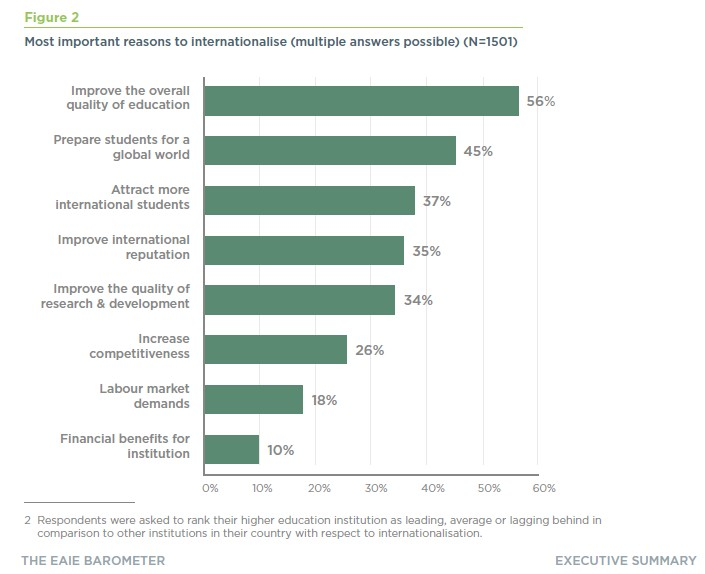 Figure 2
Most important reasons to internationalise (multiple answers possible) (N=1501)
Improve the overall
quality of education
56%
Prepare students for a
global world
45%
Attract more
international students
37%
Improve international
reputation
35%
Improve the quality of
research & development
34%
Increase
competitiveness
26%
Labour market
demands
18%
Financial benefits for
institution
10%
0% 10% 20% 30% 40% 50% 60%
2 Respondents were asked to rank their higher education institution as leading, average or lagging behind in
comparison to other institutions in their country with respect to internationalisation.
THE EAIE BAROMETER EXECUTIVE SUMMARY